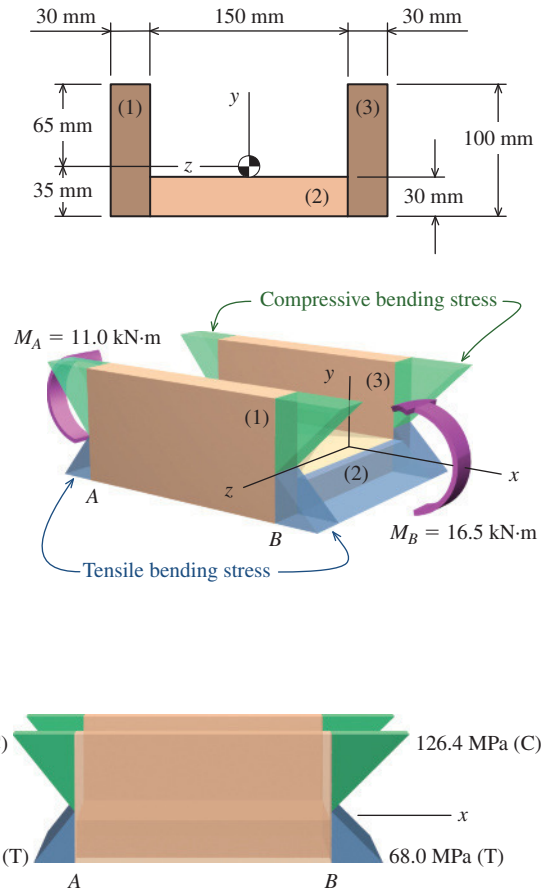 30 mm 150 mm 30 mm
(1) (3)
y
65 mm
100 mm
z
35 mm
(2) 30 mm
Compressive bending stress
M_A = 11.0 kN·m
y
(3)
(1)
z
(2)
x
A
M_B = 16.5 kN·m
B
Tensile bending stress
) 126.4 MPa (C)
x
(T) 68.0 MPa (T)
A B